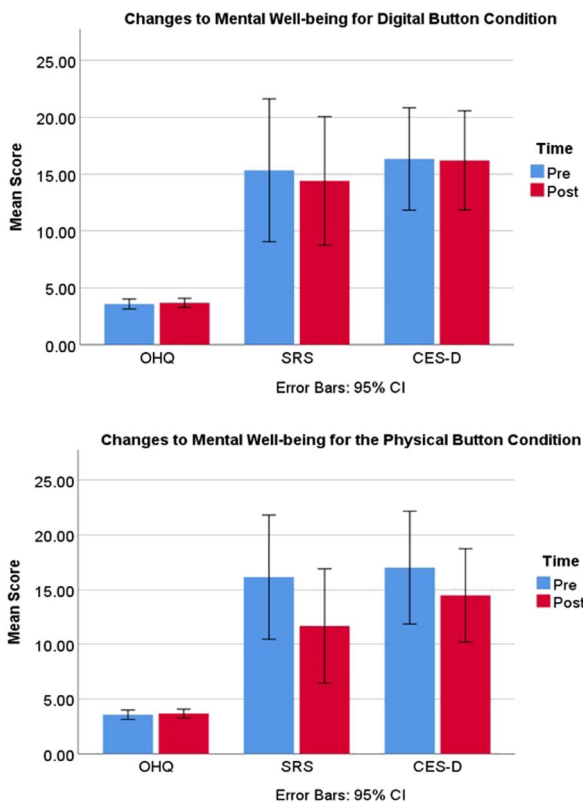 Changes to Mental Well-being for Digital Button Condition
25.00
20.00
15.00
10.00
5.00
0.00
Mean Score
OHQ SRS CES-D
Error Bars: 95% CI
Time
Pre
Post
Changes to Mental Well-being for the Physical Button Condition
25.00
20.00
15.00
10.00
5.00
0.00
Mean Score
OHQ SRS CES-D
Error Bars: 95% CI
Time
Pre
Post